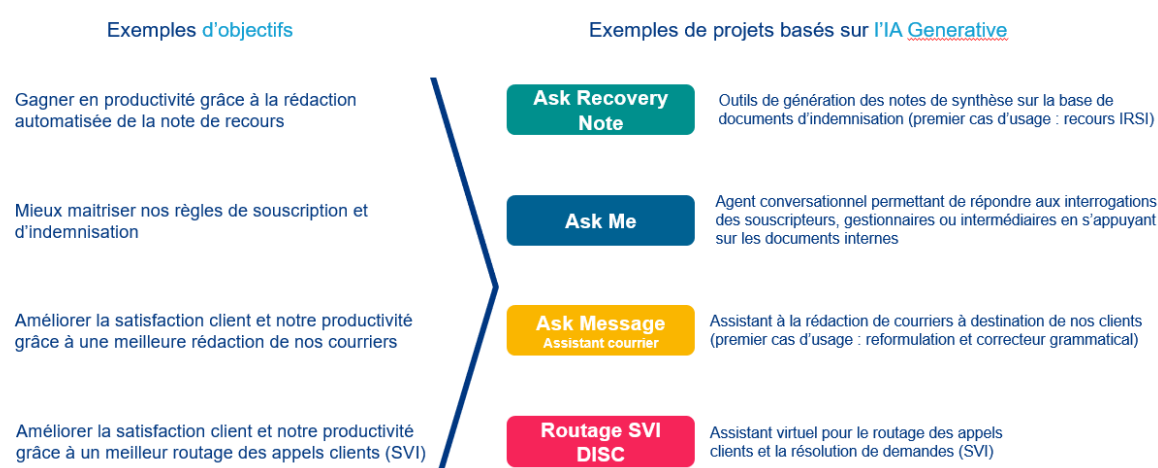 Exemples d'objectifs
Exemples de projets basés sur l'IA Generative
Gagner en productivité grâce à la rédaction
automatisée de la note de recours
Ask Recovery
Note
Outils de génération des notes de synthèse sur la base de
documents d'indemnisation (premier cas d'usage : recours IRSI)
Mieux maitriser nos règles de souscription et
d'indemnisation
Ask Me
Agent conversationnel permettant de répondre aux interrogations
des souscripteurs, gestionnaires ou intermédiaires en s'appuyant
sur les documents internes
Améliorer la satisfaction client et notre productivité
grâce à une meilleure rédaction de nos courriers
Ask Message
Assistant courrier
Assistant à la rédaction de courriers à destination de nos clients
(premier cas d'usage : reformulation et correcteur grammatical)
Améliorer la satisfaction client et notre productivité
grâce à un meilleur routage des appels clients (SVI)
Routage SVI
DISC
Assistant virtuel pour le routage des appels
clients et la résolution de demandes (SVI)